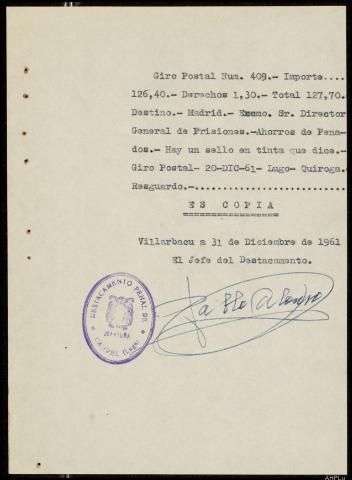 Giro Postal Num. 409.- Importe....
126,40.- Derechos 1,30.- Total 127,70.
Destino.- Madrid.- Excmo. Sr. Director
General de Prisiones.-Ahorros de Pena-
dos.- Hay un sello en tinta que dice.-
Giro Postal- 20-DIC-61- Lugo- Quiroga.
Resguardo.-.........................
ES COPIA
Villarbacu a 31 de Diciembre de 1961
El Jefe del Destacamento.
DESTACAMENTO PENAL DE
JEFATURA
(Lugo)
AHPLu